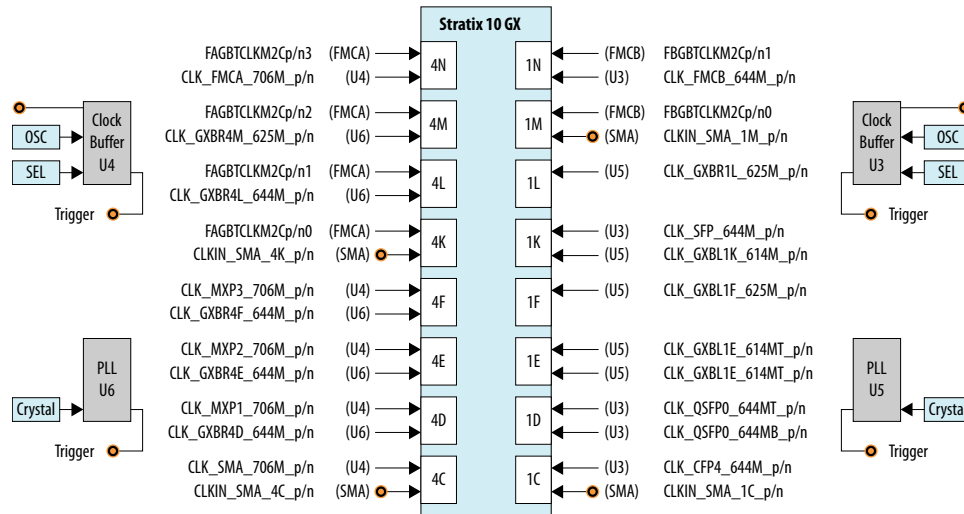 Stratix 10 GX
FAGBTCLKM2Cp/n3 (FMCA)
CLK_FMCA_706M_p/n (U4)
4N
1N
(FMCB) FBGBTCLKM2Cp/n1
(U3) CLK_FMCB_644M_p/n
FAGBTCLKM2Cp/n2 (FMCA)
CLK_GXBR4M_625M_p/n (U6)
4M
1M
(FMCB) FBGBTCLKM2Cp/n0
(SMA) CLKIN_SMA_1M_p/n
FAGBTCLKM2Cp/n1 (FMCA)
CLK_GXBR4L_644M_p/n (U6)
4L
1L
(U5) CLK_GXBR1L_625M_p/n
FAGBTCLKM2Cp/n0 (FMCA)
CLKIN_SMA_4K_p/n (SMA)
4K
1K
(U3) CLK_SFP_644M_p/n
(U5) CLK_GXBL1K_614M_p/n
CLK_MXP3_706M_p/n (U4)
CLK_GXBR4F_644M_p/n (U6)
4F
1F
(U5) CLK_GXBL1F_625M_p/n
CLK_MXP2_706M_p/n (U4)
CLK_GXBR4E_644M_p/n (U6)
4E
1E
(U5) CLK_GXBL1E_614MT_p/n
(U5) CLK_GXBL1E_614MT_p/n
CLK_MXP1_706M_p/n (U4)
CLK_GXBR4D_644M_p/n (U6)
4D
1D
(U3) CLK_QSFP0_644MT_p/n
(U3) CLK_QSFP0_644MB_p/n
CLK_SMA_706M_p/n (U4)
CLKIN_SMA_4C_p/n (SMA)
4C
1C
(U3) CLK_CFP4_644M_p/n
(SMA) CLKIN_SMA_1C_p/n
OSC
SEL
Clock
Buffer
U4
Trigger
Crystal
PLL
U6
Trigger
Clock
Buffer
U3
OSC
SEL
Trigger
PLL
U5
Crystal
Trigger